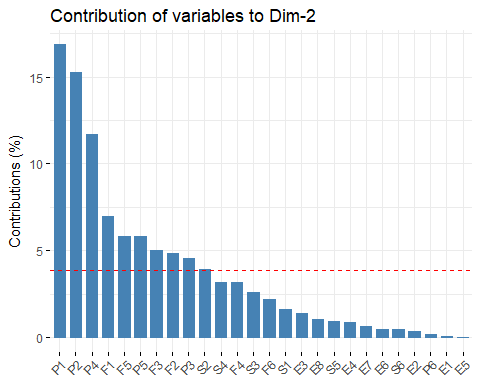 Contribution of variables to Dim-2
Contributions (%)
15
10
5
0
P1 P2 P4 F1 F5 P5 F3 F2 P3 S2 S4 F4 S3 F6 S1 E3 E8 S5 E4 E7 E6 S6 E2 P6 E1 E5